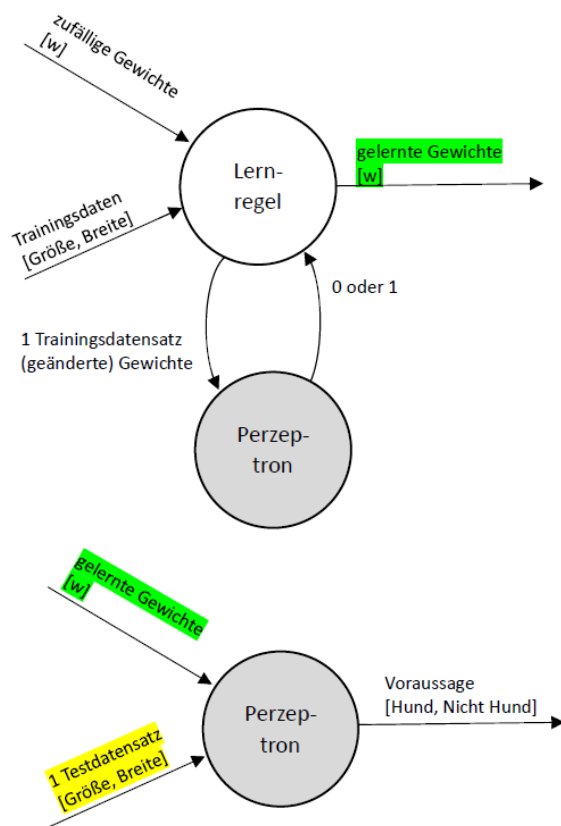 zufällige Gewichte
[w]
Lern-
regel
gelernte Gewichte
[w]
Trainingsdaten
[Größe, Breite]
0 oder 1
1 Trainingsdatensatz
(geänderte) Gewichte
Perzep-
tron
gelernte Gewichte
[w]
Perzep-
tron
Voraussage
[Hund, Nicht Hund]
1 Testdatensatz
[Größe, Breite]